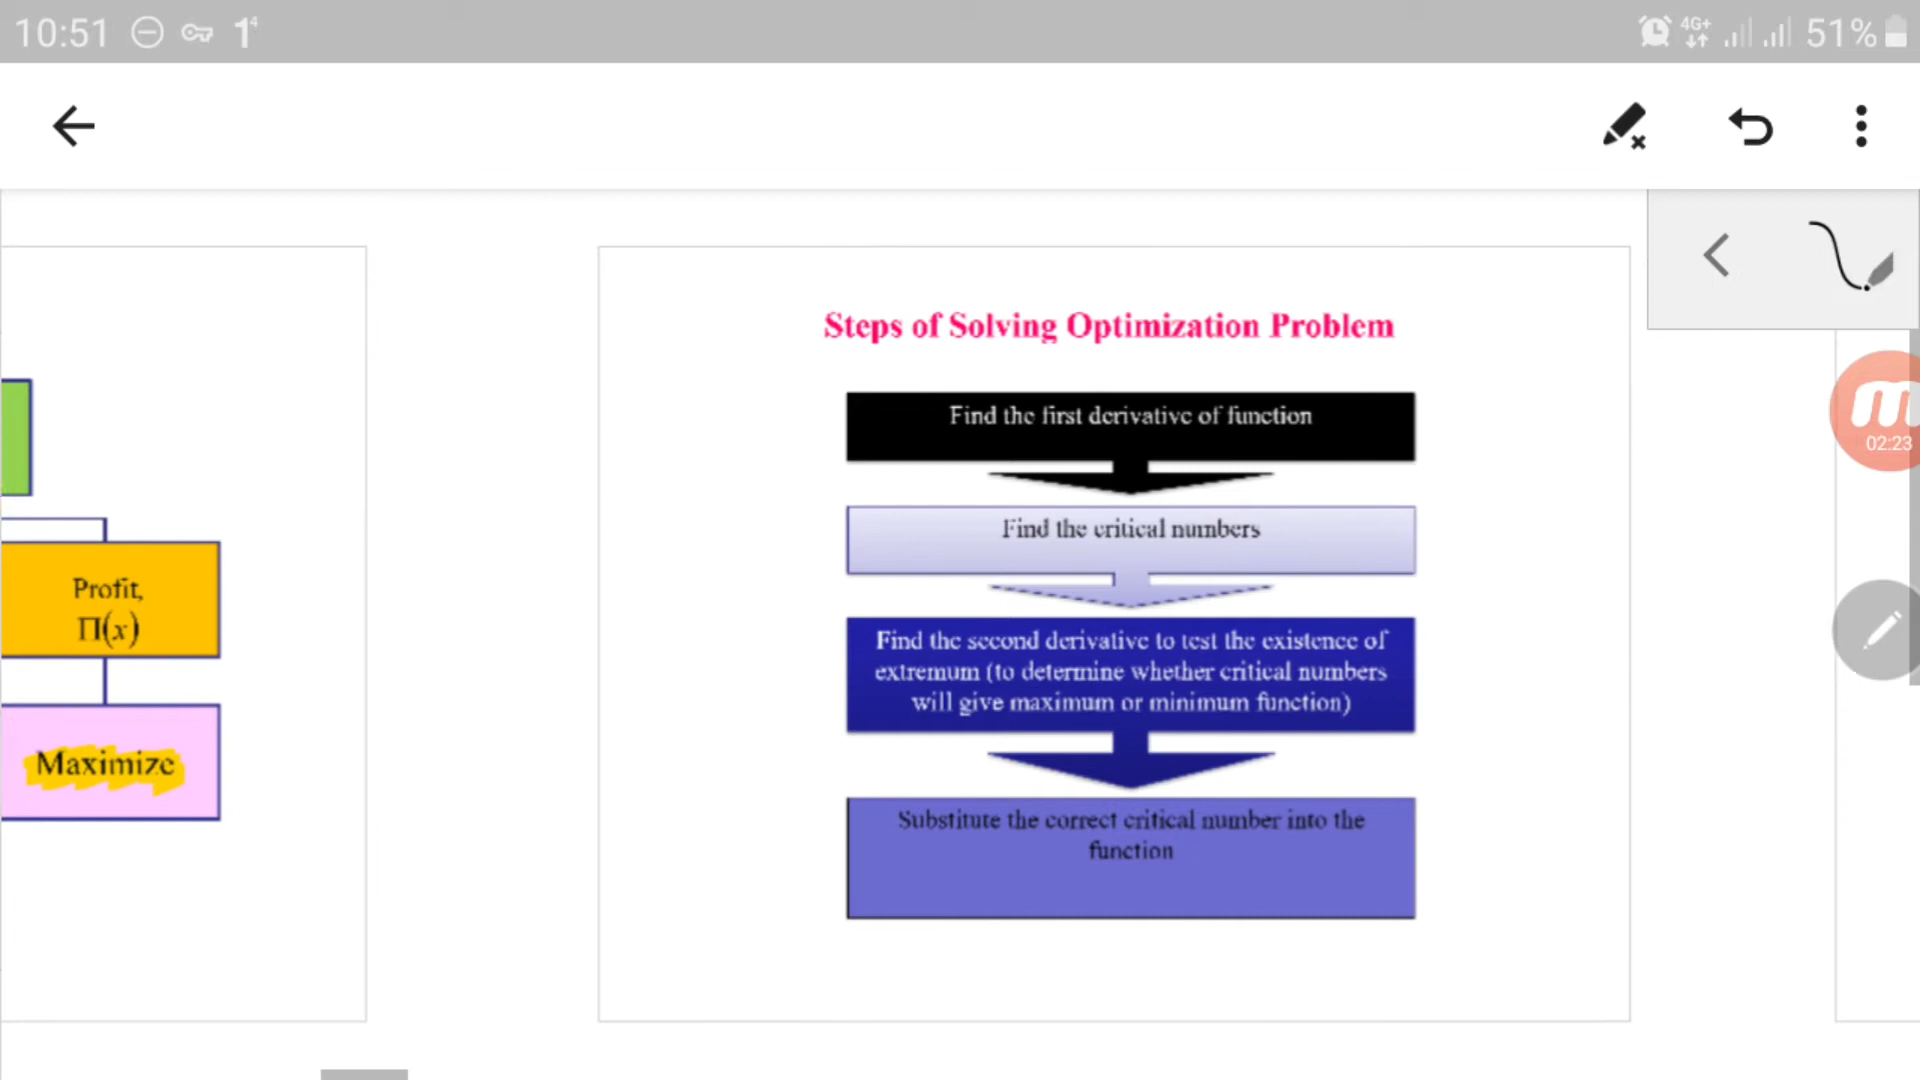 10:51
1⁴
4G+
51%
Steps of Solving Optimization Problem
Find the first derivative of function
Find the critical numbers
Find the second derivative to test the existence of
extremum (to determine whether critical numbers
will give maximum or minimum function)
Substitute the correct critical number into the
function
Profit,
Π(x)
Maximize
m
02:23